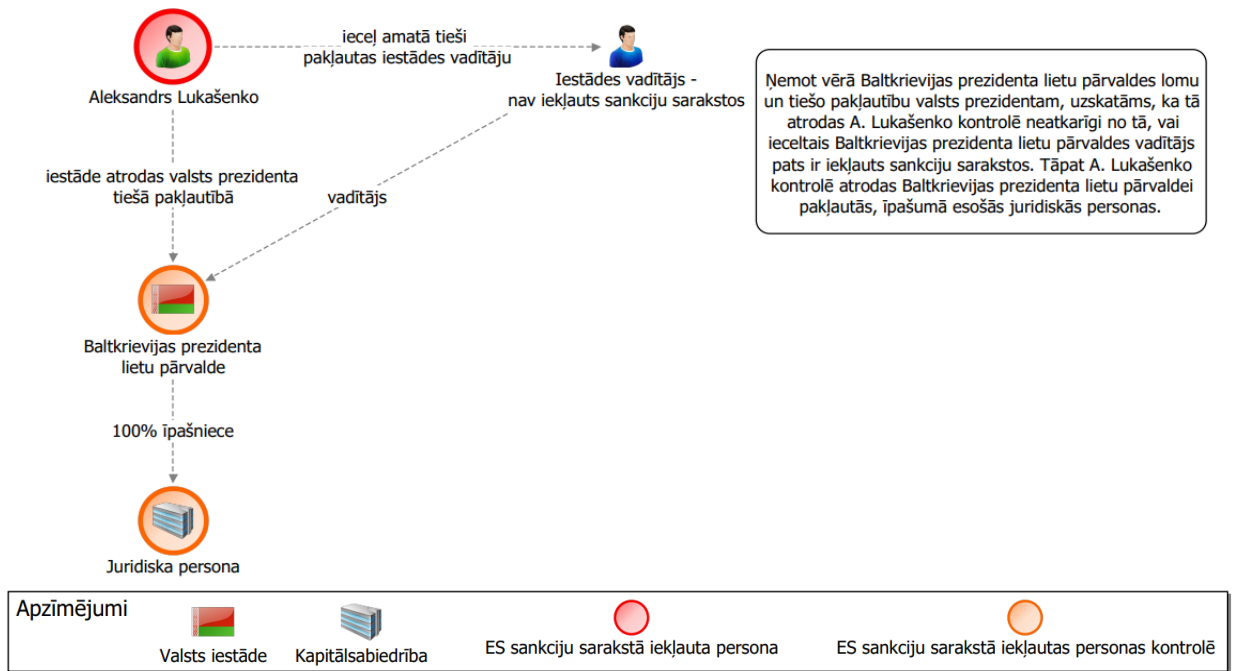 ieceļ amatā tieši
pakļautas iestādes vadītāju
Aleksandrs Lukašenko
Iestādes vadītājs -
nav iekļauts sankciju sarakstos
Ņemot vērā Baltkrievijas prezidenta lietu pārvaldes lomu
un tiešo pakļautību valsts prezidentam, uzskatāms, ka tā
atrodas A. Lukašenko kontrolē neatkarīgi no tā, vai
ieceltais Baltkrievijas prezidenta lietu pārvaldes vadītājs
pats ir iekļauts sankciju sarakstos. Tāpat A. Lukašenko
kontrolē atrodas Baltkrievijas prezidenta lietu pārvaldei
pakļautās, īpašumā esošās juridiskās personas.
iestāde atrodas valsts prezidenta
tiešā pakļautībā
vadītājs
Baltkrievijas prezidenta
lietu pārvalde
100% īpašniece
Juridiska persona
Apzīmējumi
Valsts iestāde
Kapitālsabiedrība
ES sankciju sarakstā iekļauta persona
ES sankciju sarakstā iekļautas personas kontrolē